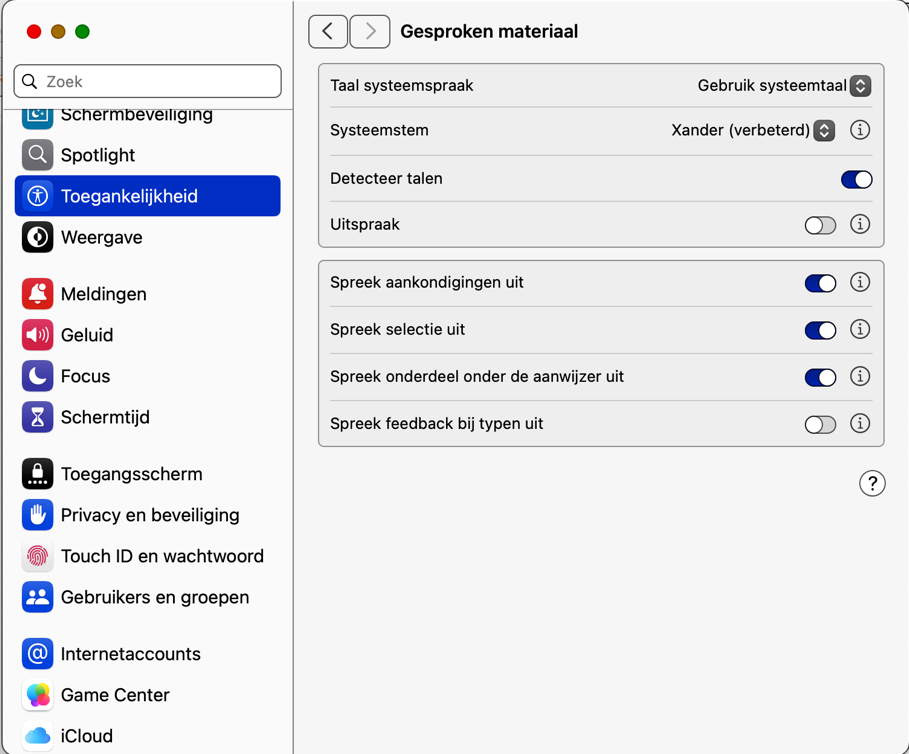 Zoek
Schermbeveiliging
Spotlight
Toegankelijkheid
Weergave
Meldingen
Geluid
Focus
Schermtijd
Toegangsscherm
Privacy en beveiliging
Touch ID en wachtwoord
Gebruikers en groepen
Internetaccounts
Game Center
iCloud
Gesproken materiaal
Taal systeemspraak Gebruik systeemtaal
Systeemstem Xander (verbeterd)
Detecteer talen
Uitspraak
Spreek aankondigingen uit
Spreek selectie uit
Spreek onderdeel onder de aanwijzer uit
Spreek feedback bij typen uit
?